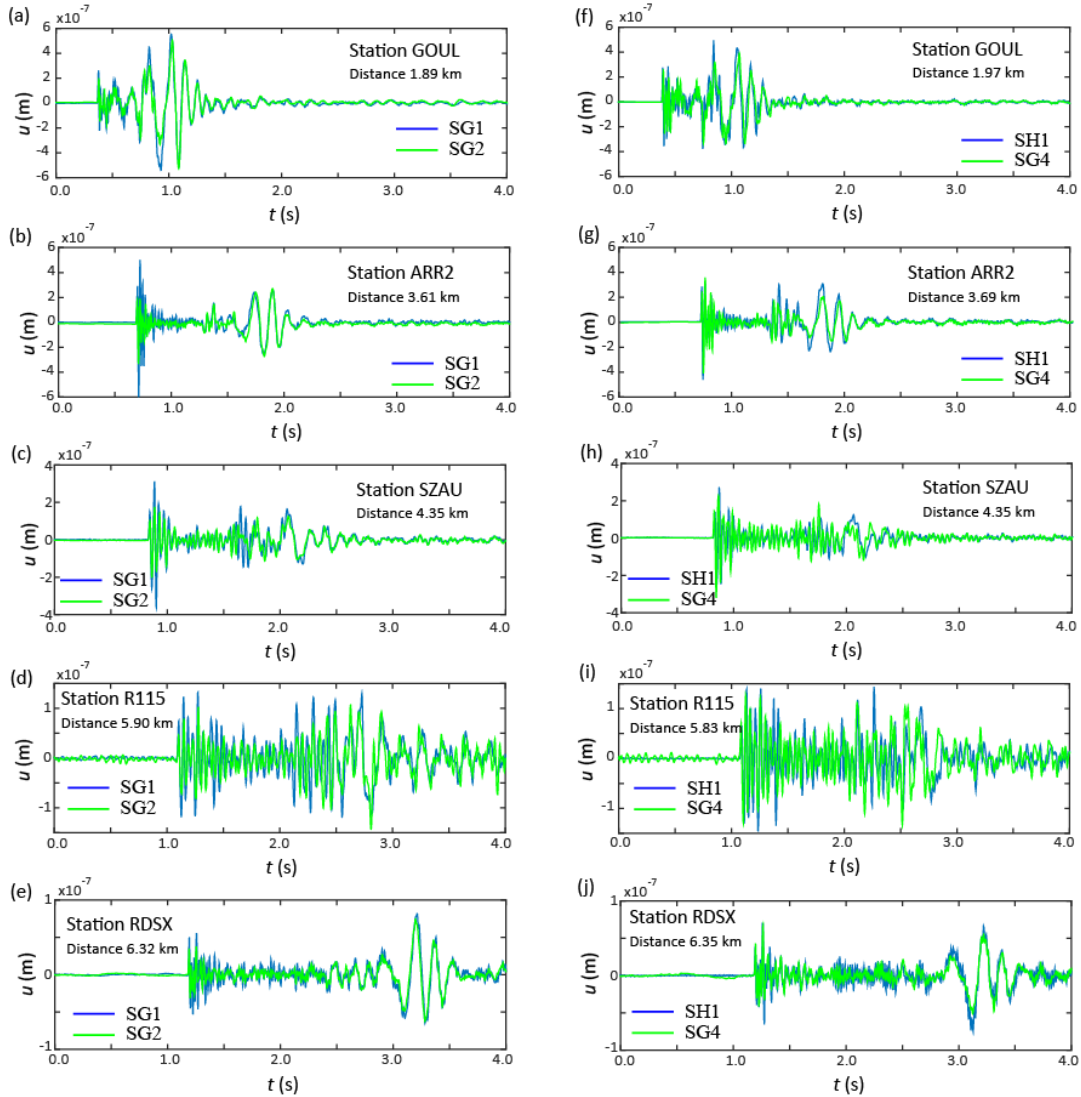 (a)
x10⁻⁷
6
4
2
0
-2
-4
-6
u (m)
Station GOUL
Distance 1.89 km
SG1
SG2
0.0 1.0 2.0 3.0 4.0
t (s)
(b)
x10⁻⁷
6
4
2
0
-2
-4
-6
u (m)
Station ARR2
Distance 3.61 km
SG1
SG2
0.0 1.0 2.0 3.0 4.0
t (s)
(c)
x10⁻⁷
4
2
0
-2
-4
u (m)
Station SZAU
Distance 4.35 km
SG1
SG2
0.0 1.0 2.0 3.0 4.0
t (s)
(d)
x10⁻⁷
1
0
-1
u (m)
Station R115
Distance 5.90 km
SG1
SG2
0.0 1.0 2.0 3.0 4.0
t (s)
(e)
x10⁻⁷
1
0
-1
u (m)
Station RDSX
Distance 6.32 km
SG1
SG2
0.0 1.0 2.0 3.0 4.0
t (s)
(f)
x10⁻⁷
6
4
2
0
-2
-4
-6
u (m)
Station GOUL
Distance 1.97 km
SH1
SG4
0.0 1.0 2.0 3.0 4.0
t (s)
(g)
x10⁻⁷
6
4
2
0
-2
-4
-6
u (m)
Station ARR2
Distance 3.69 km
SH1
SG4
0.0 1.0 2.0 3.0 4.0
t (s)
(h)
x10⁻⁷
4
2
0
-2
-4
u (m)
Station SZAU
Distance 4.35 km
SH1
SG4
0.0 1.0 2.0 3.0 4.0
t (s)
(i)
x10⁻⁷
1
0
-1
u (m)
Station R115
Distance 5.83 km
SH1
SG4
0.0 1.0 2.0 3.0 4.0
t (s)
(j)
x10⁻⁷
1
0
-1
u (m)
Station RDSX
Distance 6.35 km
SH1
SG4
0.0 1.0 2.0 3.0 4.0
t (s)